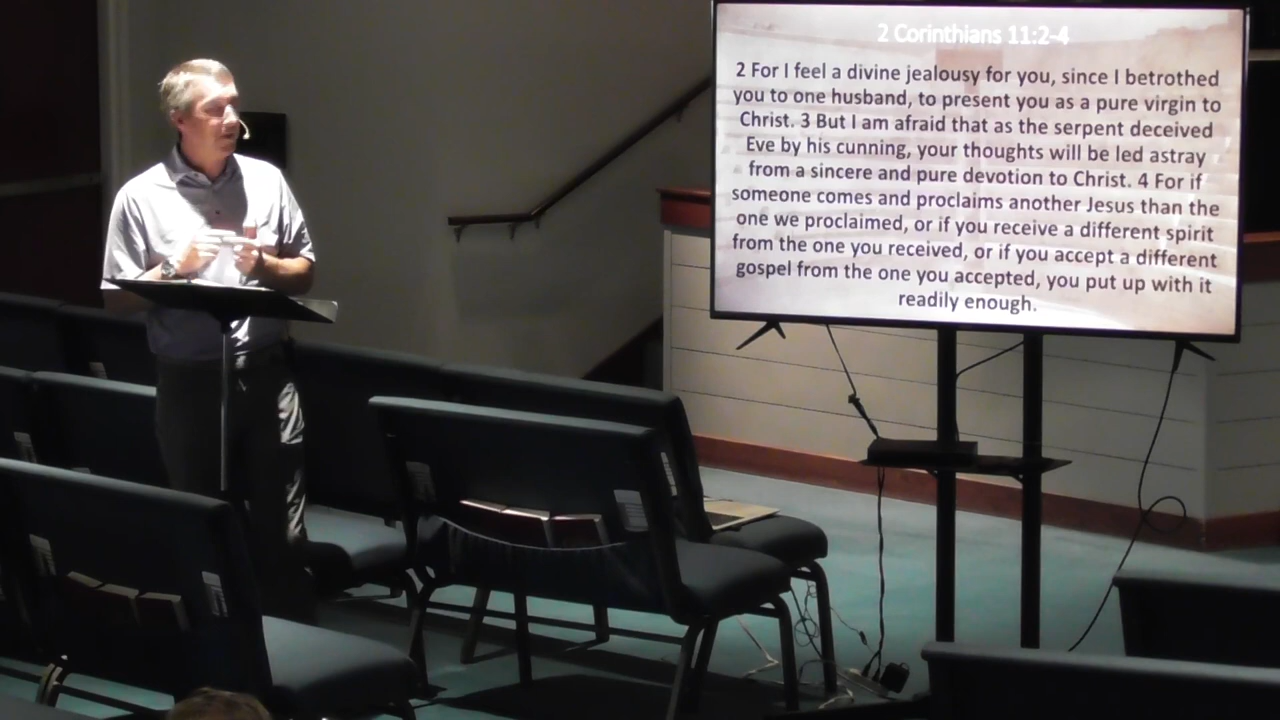 2 Corinthians 11:2-4
2 For I feel a divine jealousy for you, since I betrothed
you to one husband, to present you as a pure virgin to
Christ. 3 But I am afraid that as the serpent deceived
Eve by his cunning, your thoughts will be led astray
from a sincere and pure devotion to Christ. 4 For if
someone comes and proclaims another Jesus than the
one we proclaimed, or if you receive a different spirit
from the one you received, or if you accept a different
gospel from the one you accepted, you put up with it
readily enough.